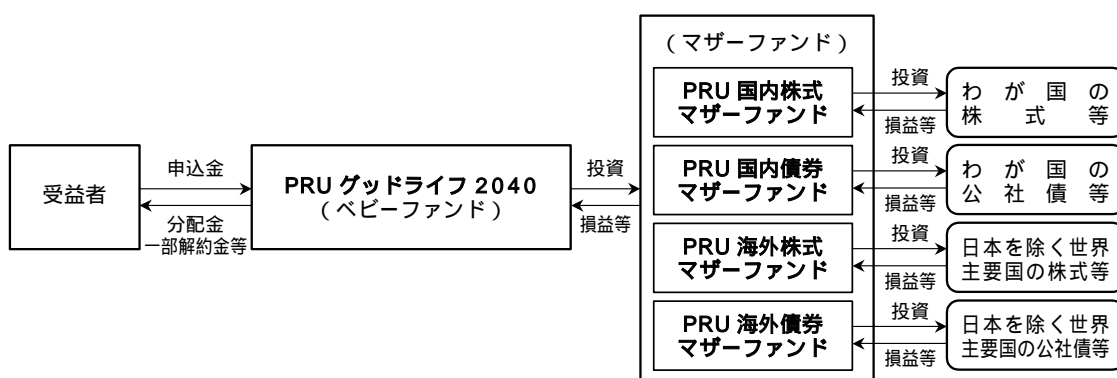 (マザーファンド)
PRU 国内株式
マザーファンド
投資
損益等
わが国の
株式等
受益者
申込金
分配金
一部解約金等
PRU グッドライフ 2040
(ベビーファンド)
投資
損益等
PRU 国内債券
マザーファンド
投資
損益等
わが国の
公社債等
PRU 海外株式
マザーファンド
投資
損益等
日本を除く世界
主要国の株式等
PRU 海外債券
マザーファンド
投資
損益等
日本を除く世界
主要国の公社債等